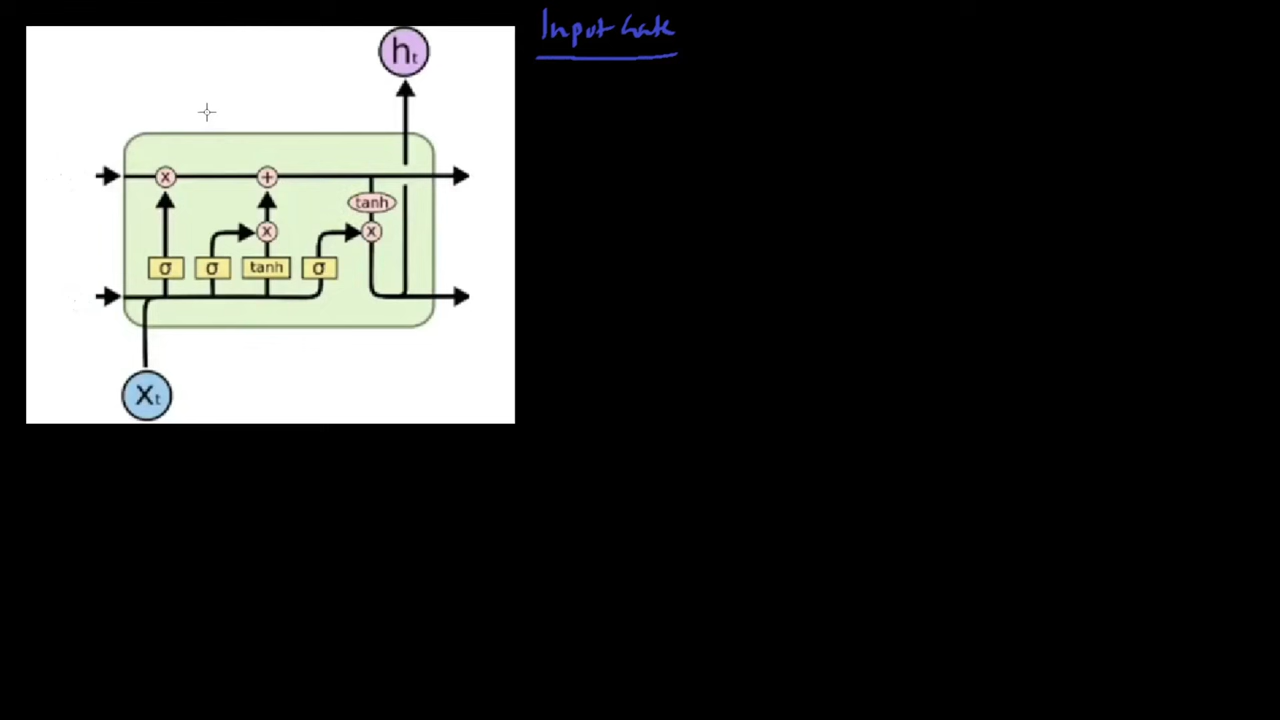 Input Gate
hₜ
x +
tanh
x x
σ σ tanh σ
Xₜ